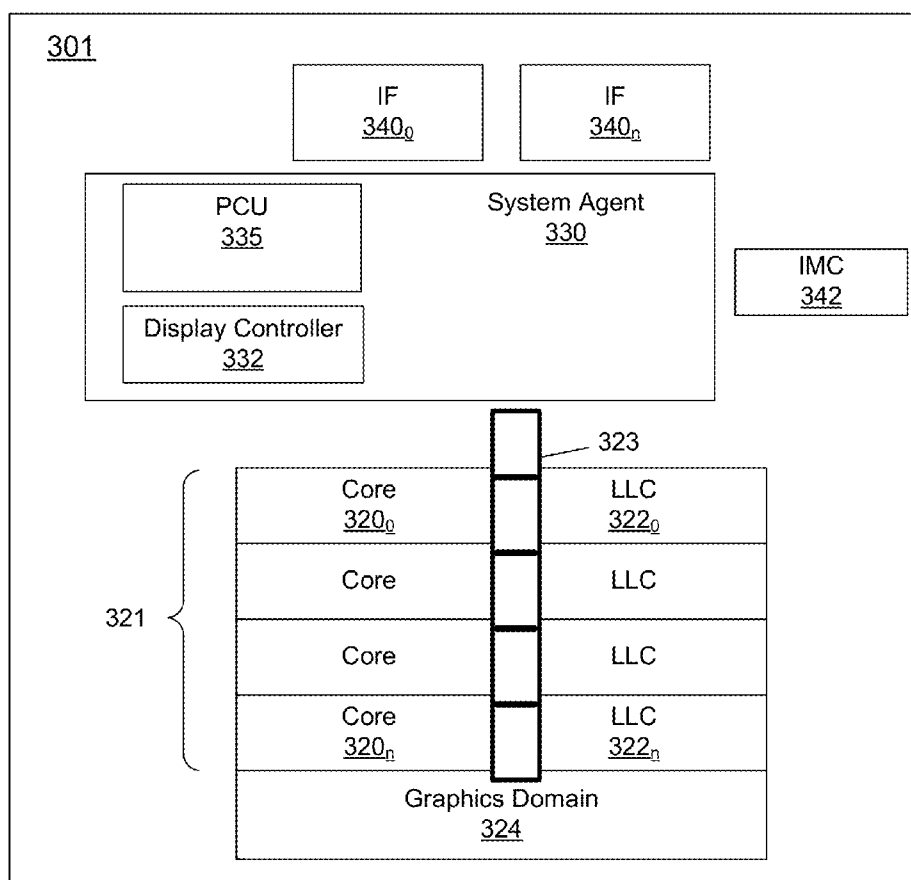 301
IF
340₀
IF
340ₙ
PCU
335
System Agent
330
IMC
342
Display Controller
332
323
321
Core
320₀
LLC
322₀
Core
LLC
Core
LLC
Core
320ₙ
LLC
322ₙ
Graphics Domain
324